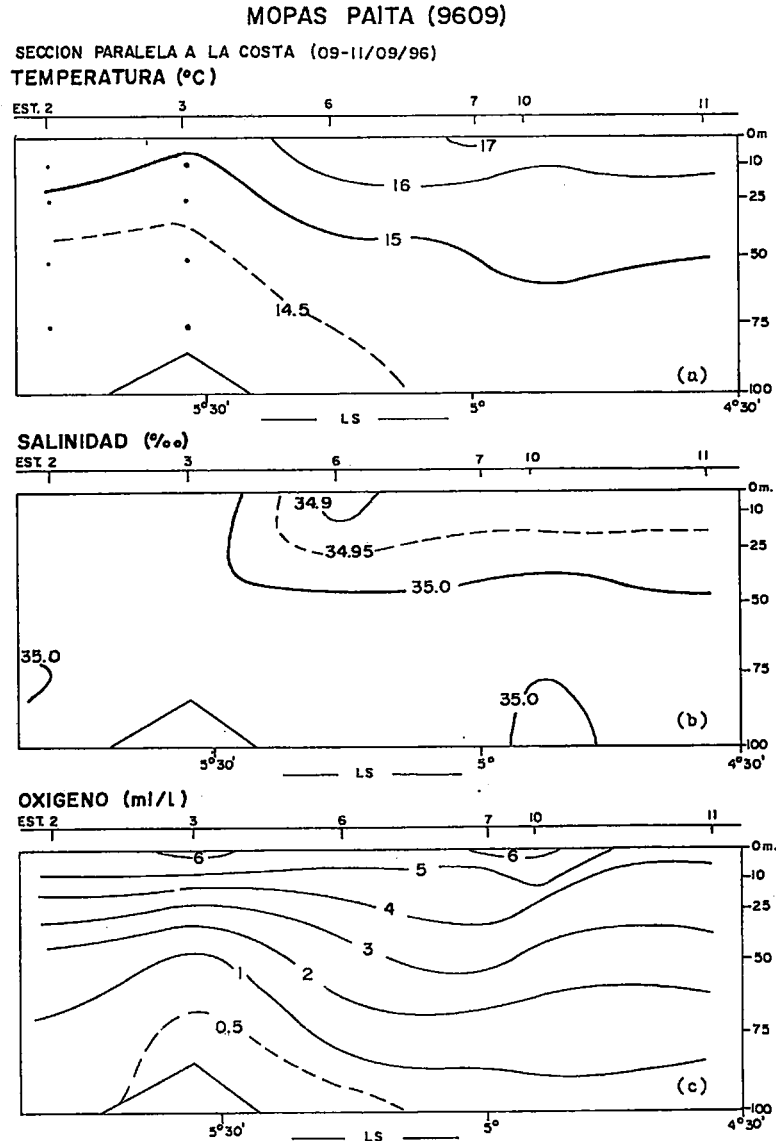 MOPAS PAITA (9609)
SECCION PARALELA A LA COSTA (09-11/09/96)
TEMPERATURA (°C)
EST. 2 3 6 7 10 11
0m
17
10
16
25
15
50
14.5
75
(a)
100
5°30' 5° 4°30'
LS
SALINIDAD (‰)
EST. 2 3 6 7 10 11
0m.
34.9
10
34.95
25
35.0
50
35.0
75
35.0
(b)
100
5°30' 5° 4°30'
LS
OXIGENO (ml/L)
EST. 2 3 6 7 10 11
0m.
6 6
5
10
4
25
3
50
1 2
0.5
75
(c)
100
5°30' 5° 4°30'
LS